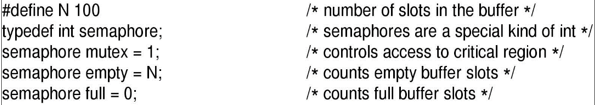 #define N 100 /* number of slots in the buffer */
typedef int semaphore; /* semaphores are a special kind of int */
semaphore mutex = 1; /* controls access to critical region */
semaphore empty = N; /* counts empty buffer slots */
semaphore full = 0; /* counts full buffer slots */